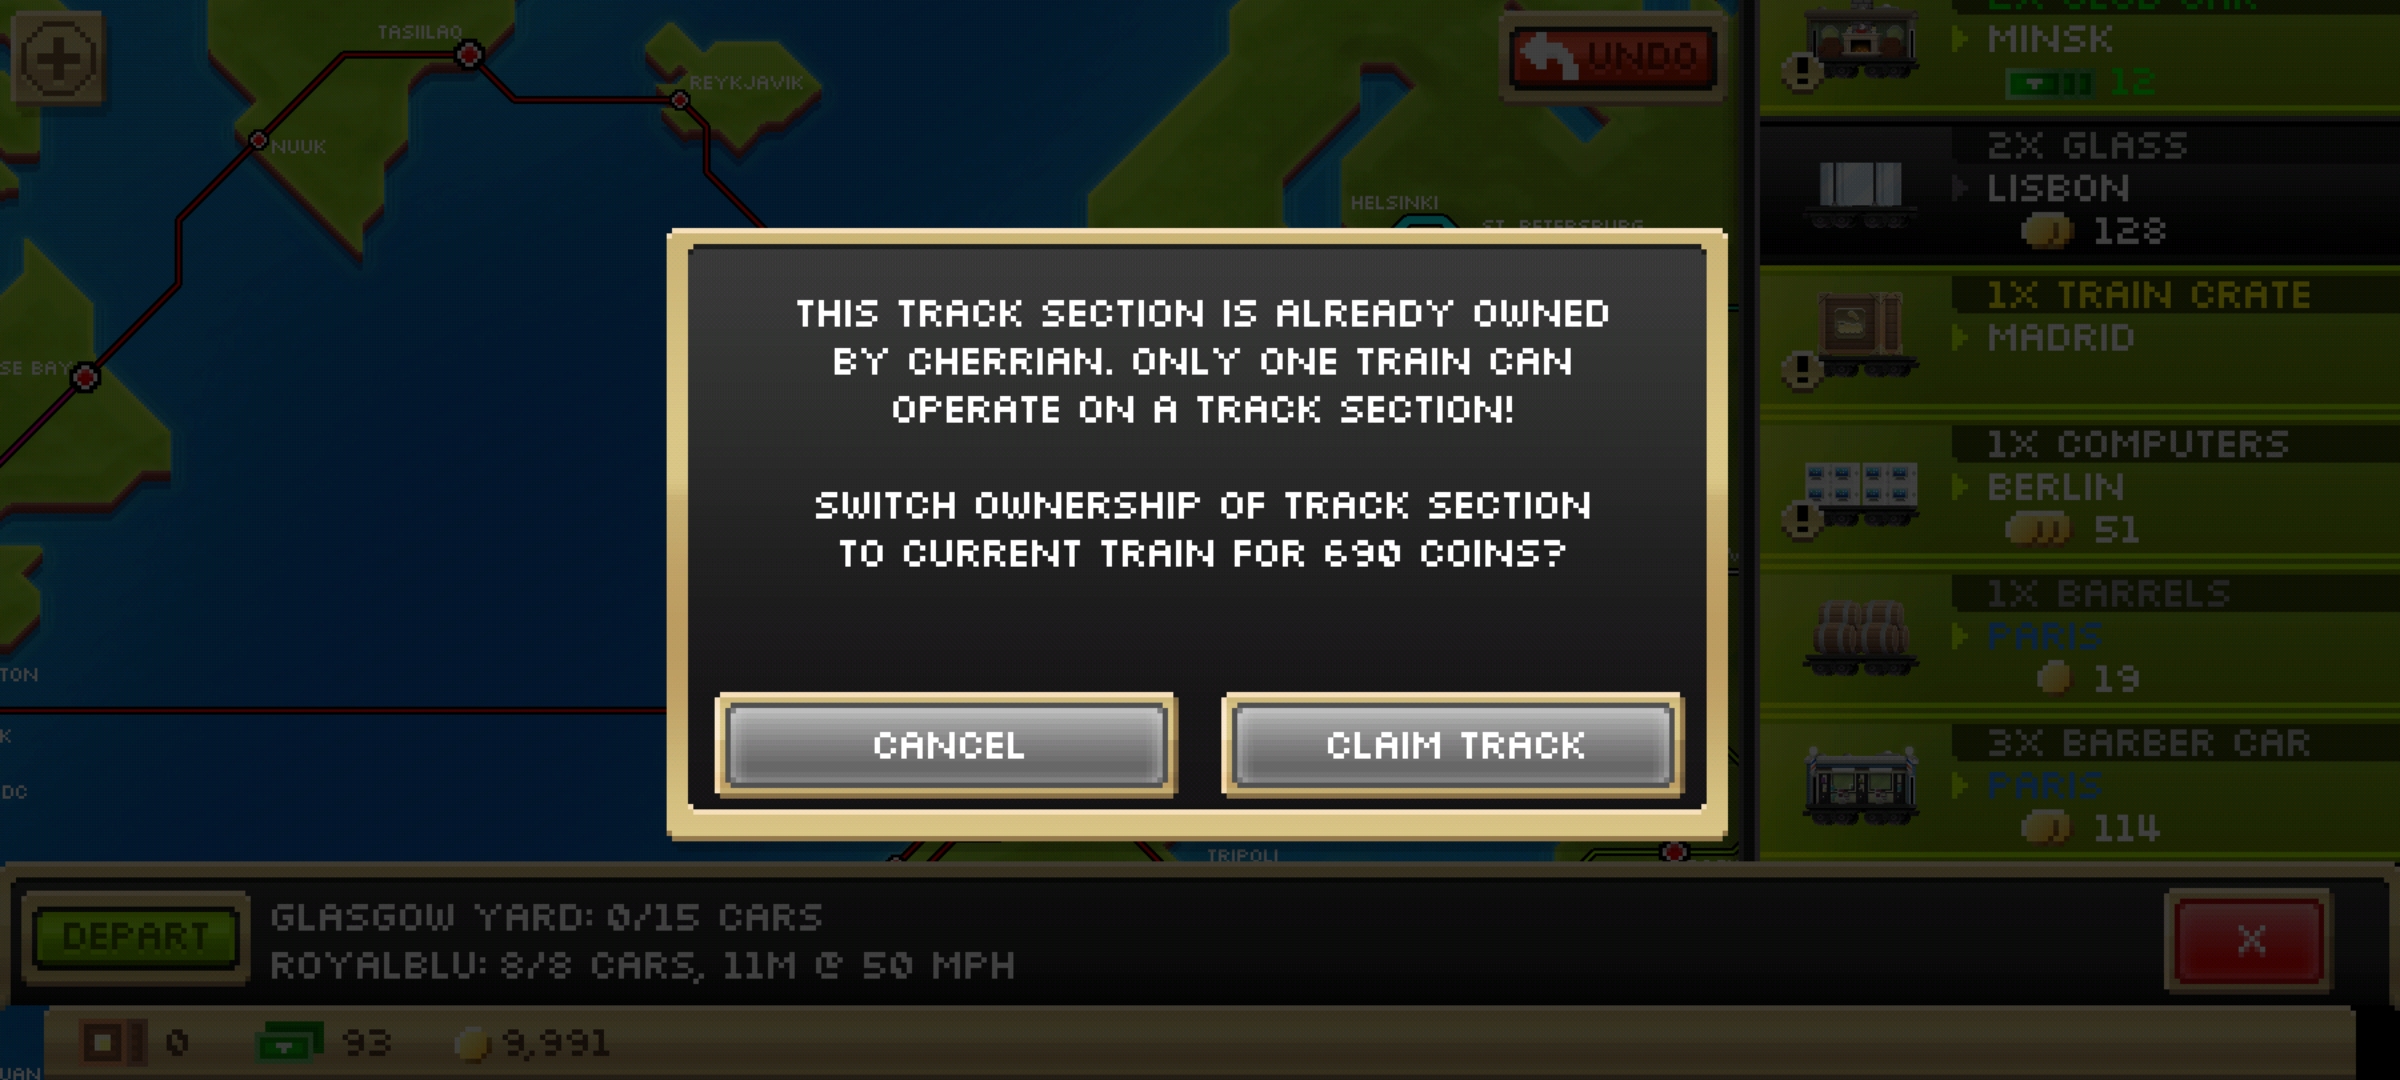 TASIILAQ
REYKJAVIK
NUUK
SE BAY
TON
K
DC
HELSINKI
TRIPOLI
UNDO
MINSK
12
2X GLASS
LISBON
128
1X TRAIN CRATE
MADRID
1X COMPUTERS
BERLIN
51
1X BARRELS
PARIS
19
3X BARBER CAR
PARIS
114
THIS TRACK SECTION IS ALREADY OWNED
BY CHERRIAN. ONLY ONE TRAIN CAN
OPERATE ON A TRACK SECTION!
SWITCH OWNERSHIP OF TRACK SECTION
TO CURRENT TRAIN FOR 690 COINS?
CANCEL
CLAIM TRACK
DEPART
GLASGOW YARD: 0/15 CARS
ROYALBLU: 8/8 CARS, 11M @ 50 MPH
X
0
93
9,991
UAN